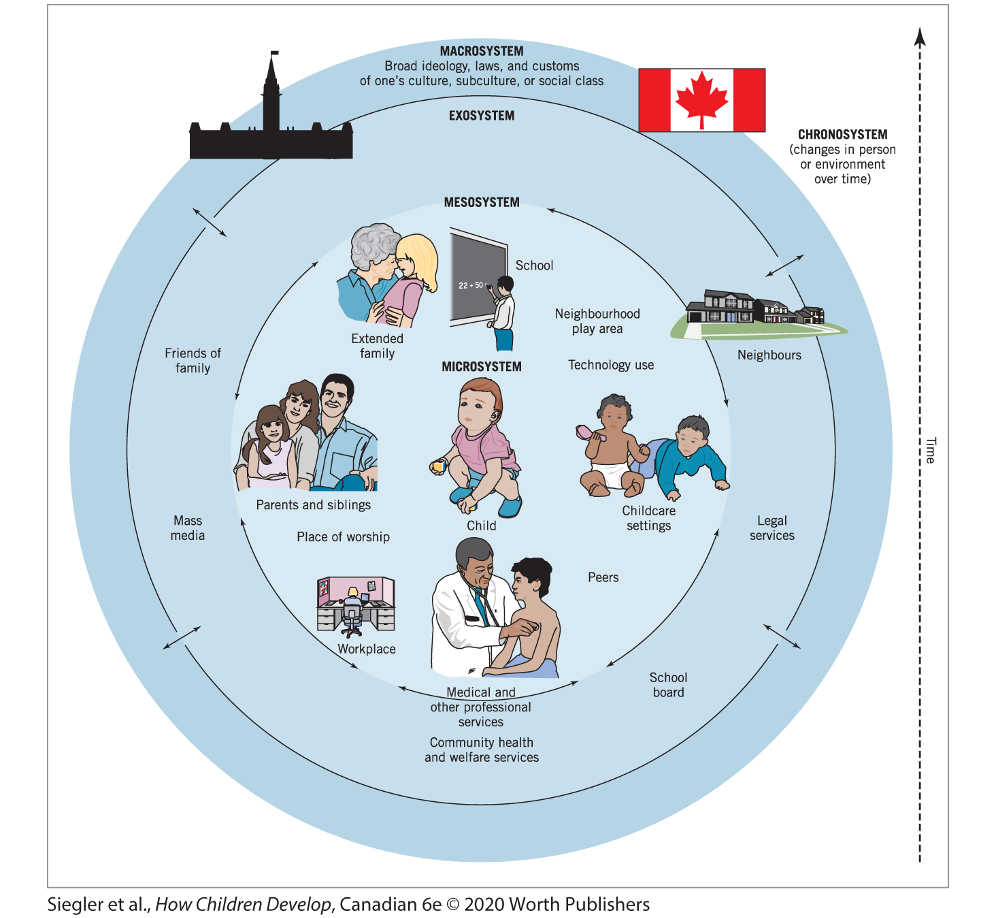 MACROSYSTEM
Broad ideology, laws, and customs
of one's culture, subculture, or social class
EXOSYSTEM
CHRONOSYSTEM
(changes in person
or environment
over time)
MESOSYSTEM
School
22 + 50
Neighbourhood
play area
Extended
family
Friends of
family
Neighbours
MICROSYSTEM
Technology use
Time
Parents and siblings
Child
Childcare
settings
Mass
media
Place of worship
Legal
services
Peers
Workplace
School
board
Medical and
other professional
services
Community health
and welfare services
Siegler et al., How Children Develop, Canadian 6e © 2020 Worth Publishers